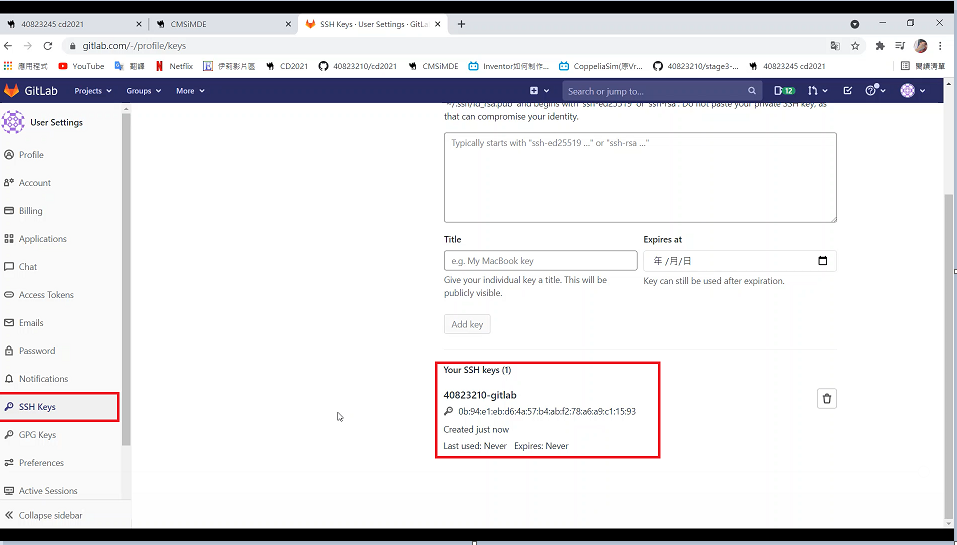 40823245 cd2021
CMSiMDE
SSH Keys · User Settings · GitLab
gitlab.com/-/profile/keys
應用程式 YouTube 翻譯 Netflix 伊莉影片區 CD2021 40823210/cd2021 CMSiMDE Inventor如何制作... CoppeliaSim(原Vr... 40823210/stage3-... 40823245 cd2021 閱讀清單
GitLab Projects Groups More Search or jump to... 12
User Settings
Profile
Account
Billing
Applications
Chat
Access Tokens
Emails
Password
Notifications
SSH Keys
GPG Keys
Preferences
Active Sessions
Collapse sidebar
'~/.ssh/id_rsa.pub' and begins with 'ssh-ed25519' or 'ssh-rsa'. Do not paste your private SSH key, as
that can compromise your identity.
Typically starts with "ssh-ed25519 ..." or "ssh-rsa ..."
Title Expires at
e.g. My MacBook key 年 /月/日
Give your individual key a title. This will be
publicly visible.
Key can still be used after expiration.
Add key
Your SSH keys (1)
40823210-gitlab
0b:94:e1:eb:d6:4a:57:b4:ab:f2:78:a6:a9:c1:15:93
Created just now
Last used: Never Expires: Never